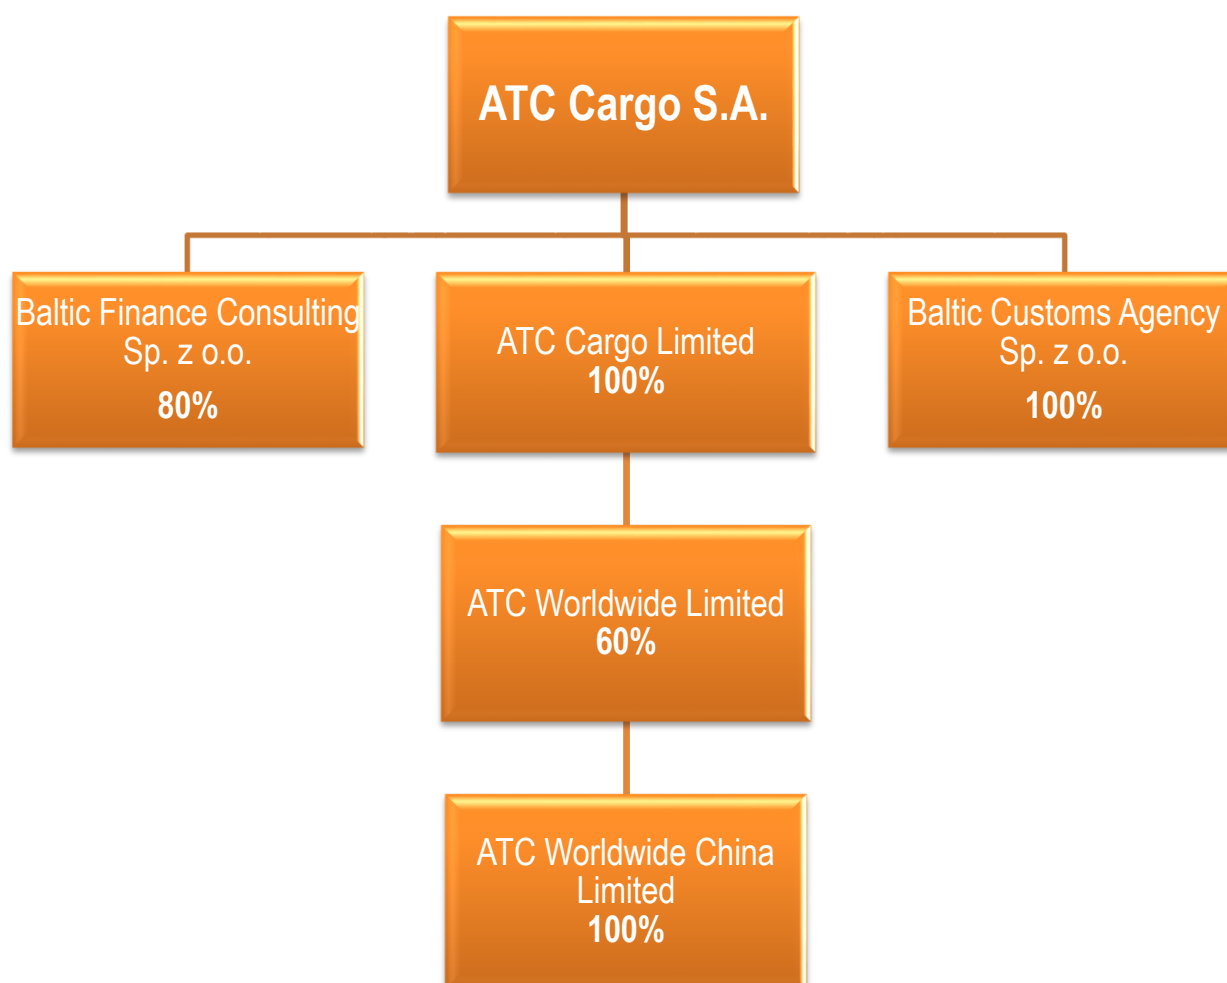 ATC Cargo S.A.
Baltic Finance Consulting
Sp. z o.o.
80%
ATC Cargo Limited
100%
Baltic Customs Agency
Sp. z o.o.
100%
ATC Worldwide Limited
60%
ATC Worldwide China
Limited
100%